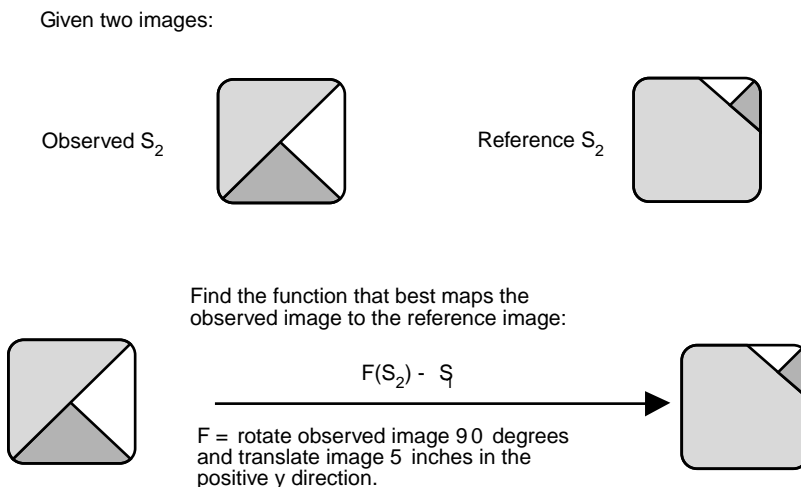 Given two images:
Observed S2
Reference S2
Find the function that best maps the
observed image to the reference image:
F(S2) - S1
F = rotate observed image 90 degrees
and translate image 5 inches in the
positive y direction.